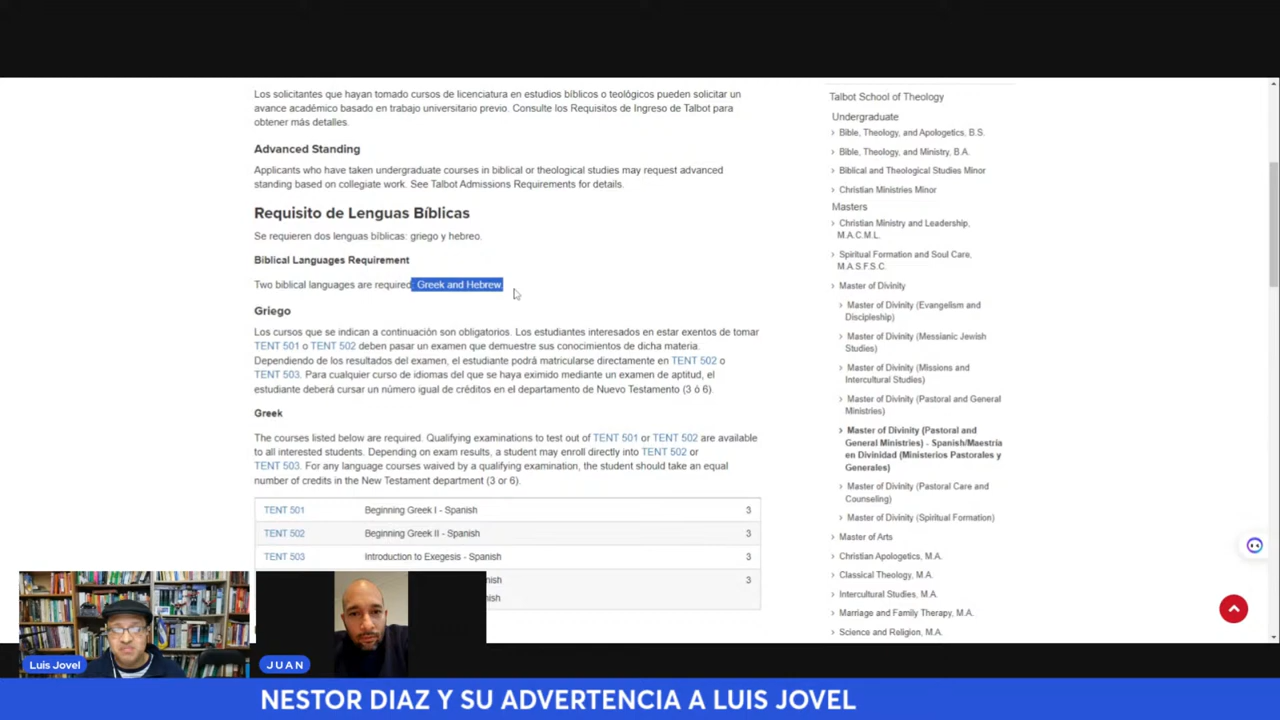 Los solicitantes que hayan tomado cursos de licenciatura en estudios bíblicos o teológicos pueden solicitar un
avance académico basado en trabajo universitario previo. Consulte los Requisitos de Ingreso de Talbot para
obtener más detalles.
Advanced Standing
Applicants who have taken undergraduate courses in biblical or theological studies may request advanced
standing based on collegiate work. See Talbot Admissions Requirements for details.
Requisito de Lenguas Bíblicas
Se requieren dos lenguas bíblicas: griego y hebreo.
Biblical Languages Requirement
Two biblical languages are required: Greek and Hebrew.
Griego
Los cursos que se indican a continuación son obligatorios. Los estudiantes interesados en estar exentos de tomar
TENT 501 o TENT 502 deben pasar un examen que demuestre sus conocimientos de dicha materia.
Dependiendo de los resultados del examen, el estudiante podrá matricularse directamente en TENT 502 o
TENT 503. Para cualquier curso de idiomas del que se haya eximido mediante un examen de aptitud, el
estudiante deberá cursar un número igual de créditos en el departamento de Nuevo Testamento (3 ó 6).
Greek
The courses listed below are required. Qualifying examinations to test out of TENT 501 or TENT 502 are available
to all interested students. Depending on exam results, a student may enroll directly into TENT 502 or
TENT 503. For any language courses waived by a qualifying examination, the student should take an equal
number of credits in the New Testament department (3 or 6).
TENT 501 Beginning Greek I - Spanish 3
TENT 502 Beginning Greek II - Spanish 3
TENT 503 Introduction to Exegesis - Spanish 3
3
Talbot School of Theology
Undergraduate
Bible, Theology, and Apologetics, B.S.
Bible, Theology, and Ministry, B.A.
Biblical and Theological Studies Minor
Christian Ministries Minor
Masters
Christian Ministry and Leadership,
M.A.C.M.L.
Spiritual Formation and Soul Care,
M.A.S.F.S.C.
Master of Divinity
Master of Divinity (Evangelism and
Discipleship)
Master of Divinity (Messianic Jewish
Studies)
Master of Divinity (Missions and
Intercultural Studies)
Master of Divinity (Pastoral and General
Ministries)
Master of Divinity (Pastoral and
General Ministries) - Spanish/Maestria
en Divinidad (Ministerios Pastorales y
Generales)
Master of Divinity (Pastoral Care and
Counseling)
Master of Divinity (Spiritual Formation)
Master of Arts
Christian Apologetics, M.A.
Classical Theology, M.A.
Intercultural Studies, M.A.
Marriage and Family Therapy, M.A.
Science and Religion, M.A.
Luis Jovel
JUAN
NESTOR DIAZ Y SU ADVERTENCIA A LUIS JOVEL